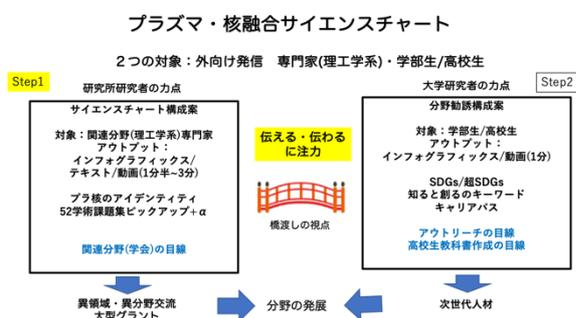 プラズマ・核融合サイエンスチャート
２つの対象：外向け発信　専門家(理工学系)・学部生/高校生
Step1
研究所研究者の力点
サイエンスチャート構成案
対象：関連分野(理工学系)専門家
アウトプット：
インフォグラフィックス/
テキスト/動画(1分半~3分)
プラ核のアイデンティティ
52学術課題集ピックアップ+α
関連分野(学会)の目線
伝える・伝わる
に注力
橋渡しの視点
大学研究者の力点
Step2
分野勧誘構成案
対象：学部生/高校生
アウトプット：
インフォグラフィックス/動画(1分)
SDGs/超SDGs
知ると創るのキーワード
キャリアパス
アウトリーチの目線
高校生教科書作成の目線
異領域・異分野交流
大型グラント
分野の発展
次世代人材